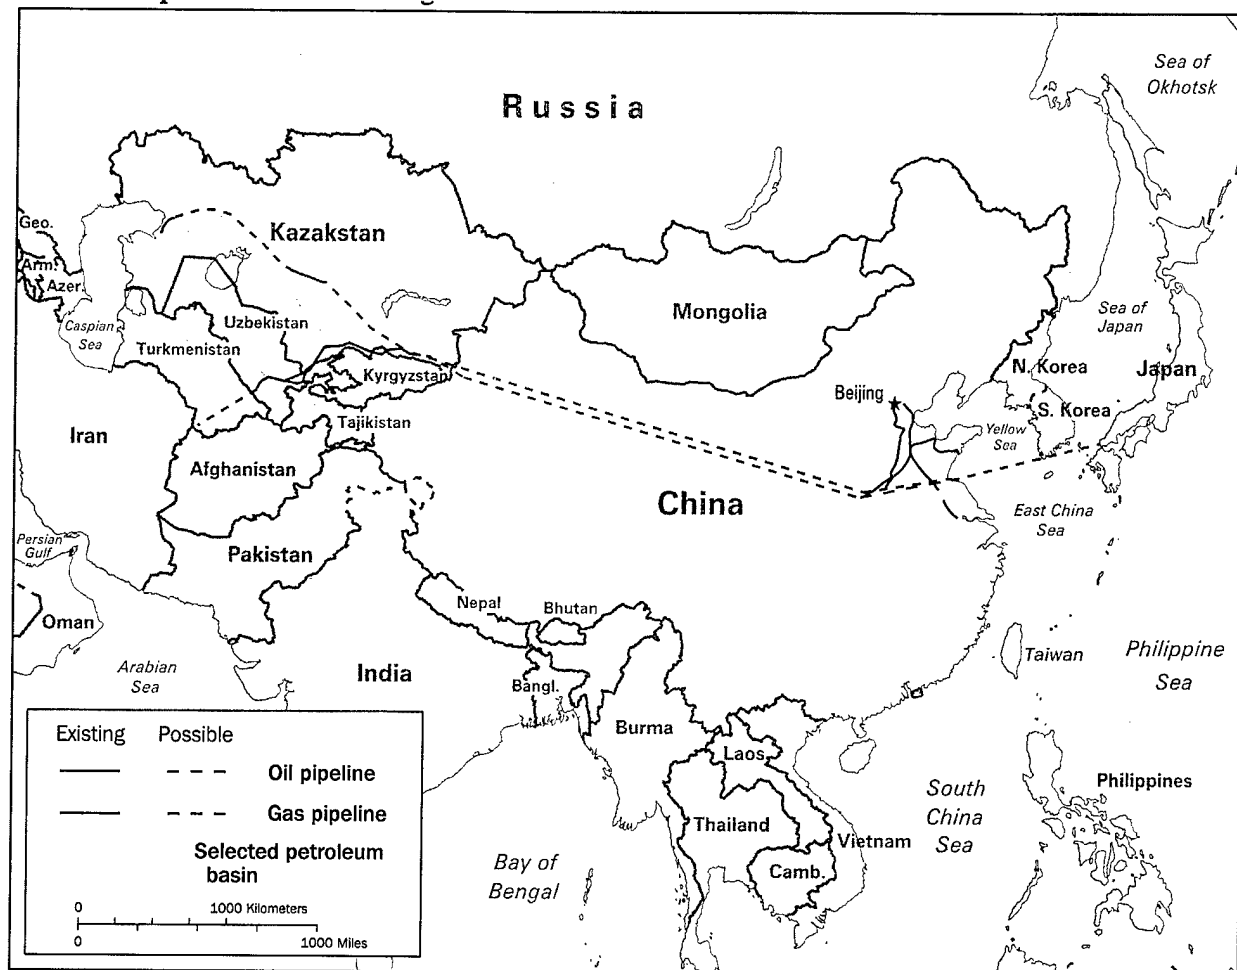 Sea of
Okhotsk
Russia
Geo.
Kazakstan
Arm.
Azer.
Caspian
Sea
Uzbekistan
Turkmenistan
Mongolia
Sea of
Japan
Kyrgyzstan
N. Korea
Japan
Beijing
S. Korea
Tajikistan
Iran
Yellow
Sea
Afghanistan
China
East China
Sea
Persian
Gulf
Pakistan
Nepal
Bhutan
Oman
Taiwan
Philippine
Sea
Arabian
Sea
India
Bangl.
Burma
Laos
Existing Possible
Oil pipeline
Gas pipeline
Selected petroleum
basin
0 1000 Kilometers
0 1000 Miles
Philippines
South
China
Sea
Thailand
Vietnam
Bay of
Bengal
Camb.